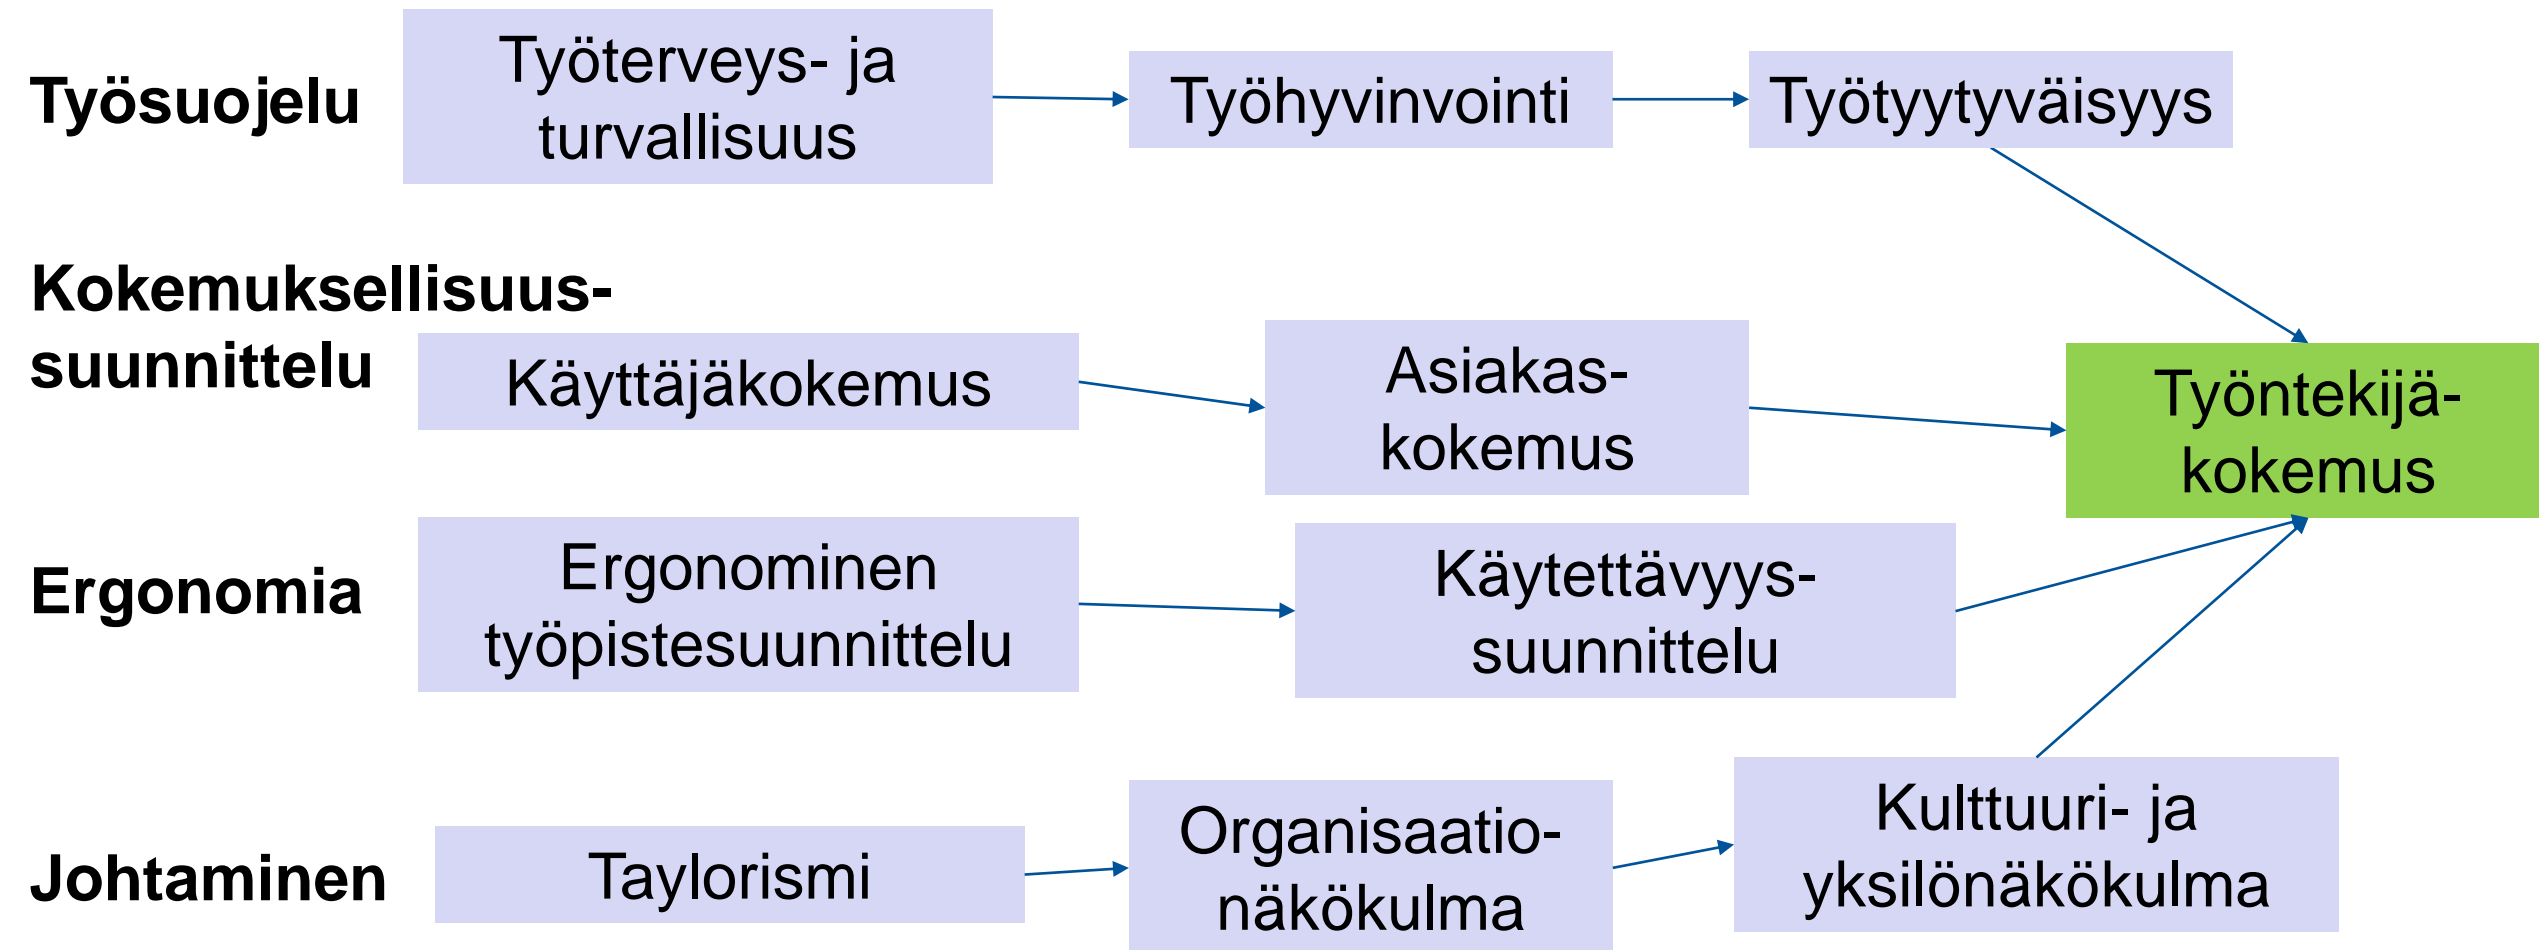 Työsuojelu
Työterveys- ja
turvallisuus
Työhyvinvointi
Työtyytyväisyys
Kokemuksellisuus-
suunnittelu
Käyttäjäkokemus
Asiakas-
kokemus
Työntekijä-
kokemus
Ergonomia
Ergonominen
työpistesuunnittelu
Käytettävyys-
suunnittelu
Johtaminen
Taylorismi
Organisaatio-
näkökulma
Kulttuuri- ja
yksilönäkökulma